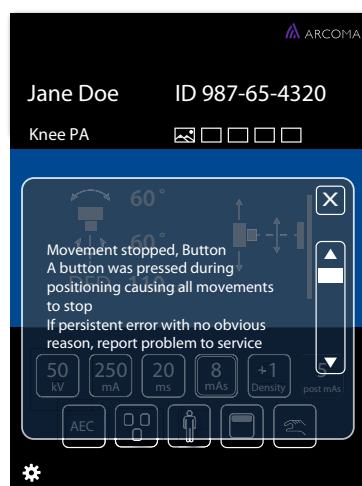 ARCOMA
Jane Doe ID 987-65-4320
Knee PA
60°
60°
Movement stopped, Button
A button was pressed during
positioning causing all movements
to stop
If persistent error with no obvious
reason, report problem to service
50 250 20 8 +1
kV mA ms mAs Density post mAs
AEC